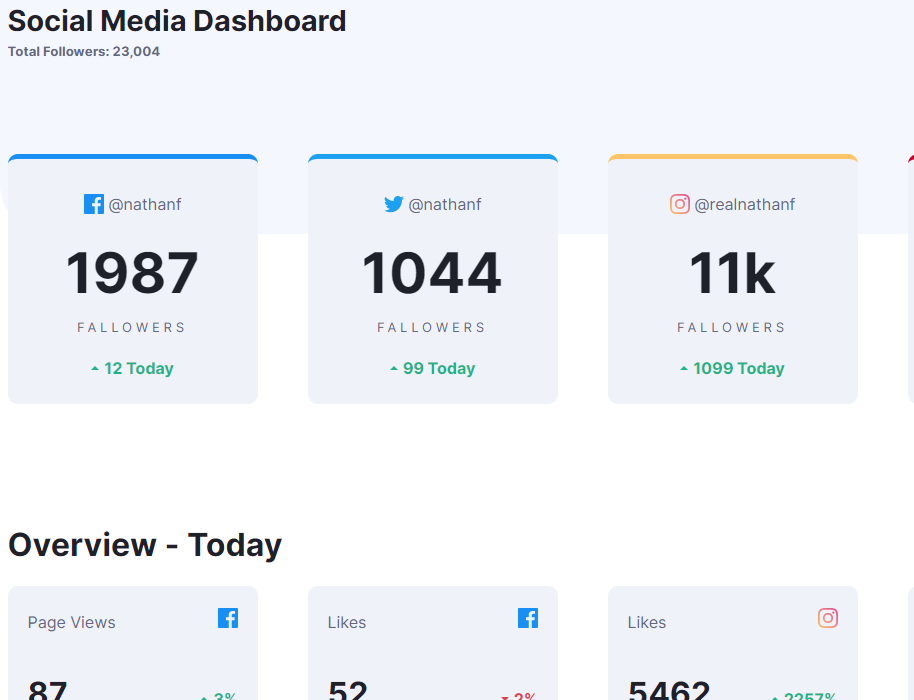 Social Media Dashboard
Total Followers: 23,004
@nathanf
1987
FALLOWERS
12 Today
@nathanf
1044
FALLOWERS
99 Today
@realnathanf
11k
FALLOWERS
1099 Today
Overview - Today
Page Views
87
3%
Likes
52
2%
Likes
5462
2257%